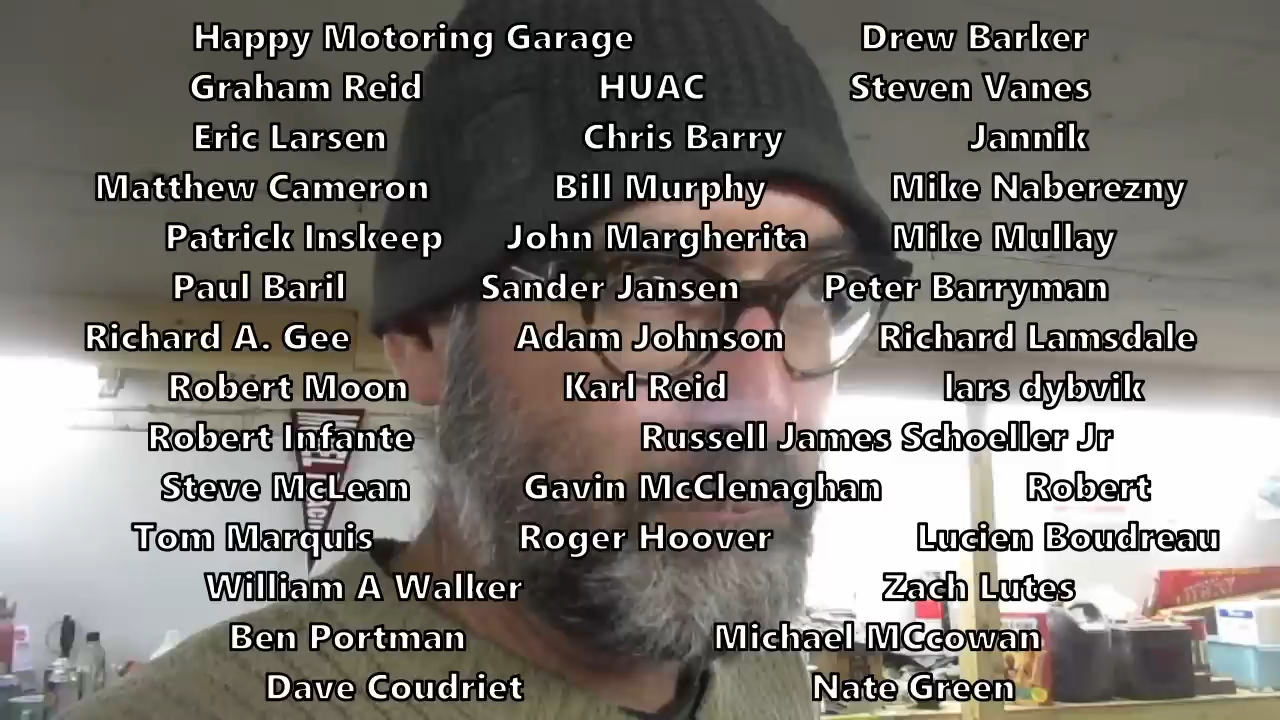 Happy Motoring Garage Drew Barker
Graham Reid HUAC Steven Vanes
Eric Larsen Chris Barry Jannik
Matthew Cameron Bill Murphy Mike Naberezny
Patrick Inskeep John Margherita Mike Mullay
Paul Baril Sander Jansen Peter Barryman
Richard A. Gee Adam Johnson Richard Lamsdale
Robert Moon Karl Reid lars dybvik
Robert Infante Russell James Schoeller Jr
Steve McLean Gavin McClenaghan Robert
Tom Marquis Roger Hoover Lucien Boudreau
William A Walker Zach Lutes
Ben Portman Michael MCcowan
Dave Coudriet Nate Green